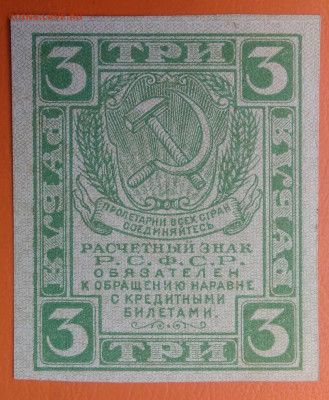 3 ТРИ 3
РУБЛЯ
РУБЛЯ
ПРОЛЕТАРИИ ВСЕХ СТРАН
СОЕДИНЯЙТЕСЬ
РАСЧЕТНЫЙ ЗНАК
Р.С.Ф.С.Р.
ОБЯЗАТЕЛЕН
К ОБРАЩЕНИЮ НАРАВНЕ
С КРЕДИТНЫМИ
БИЛЕТАМИ.
3 ТРИ 3